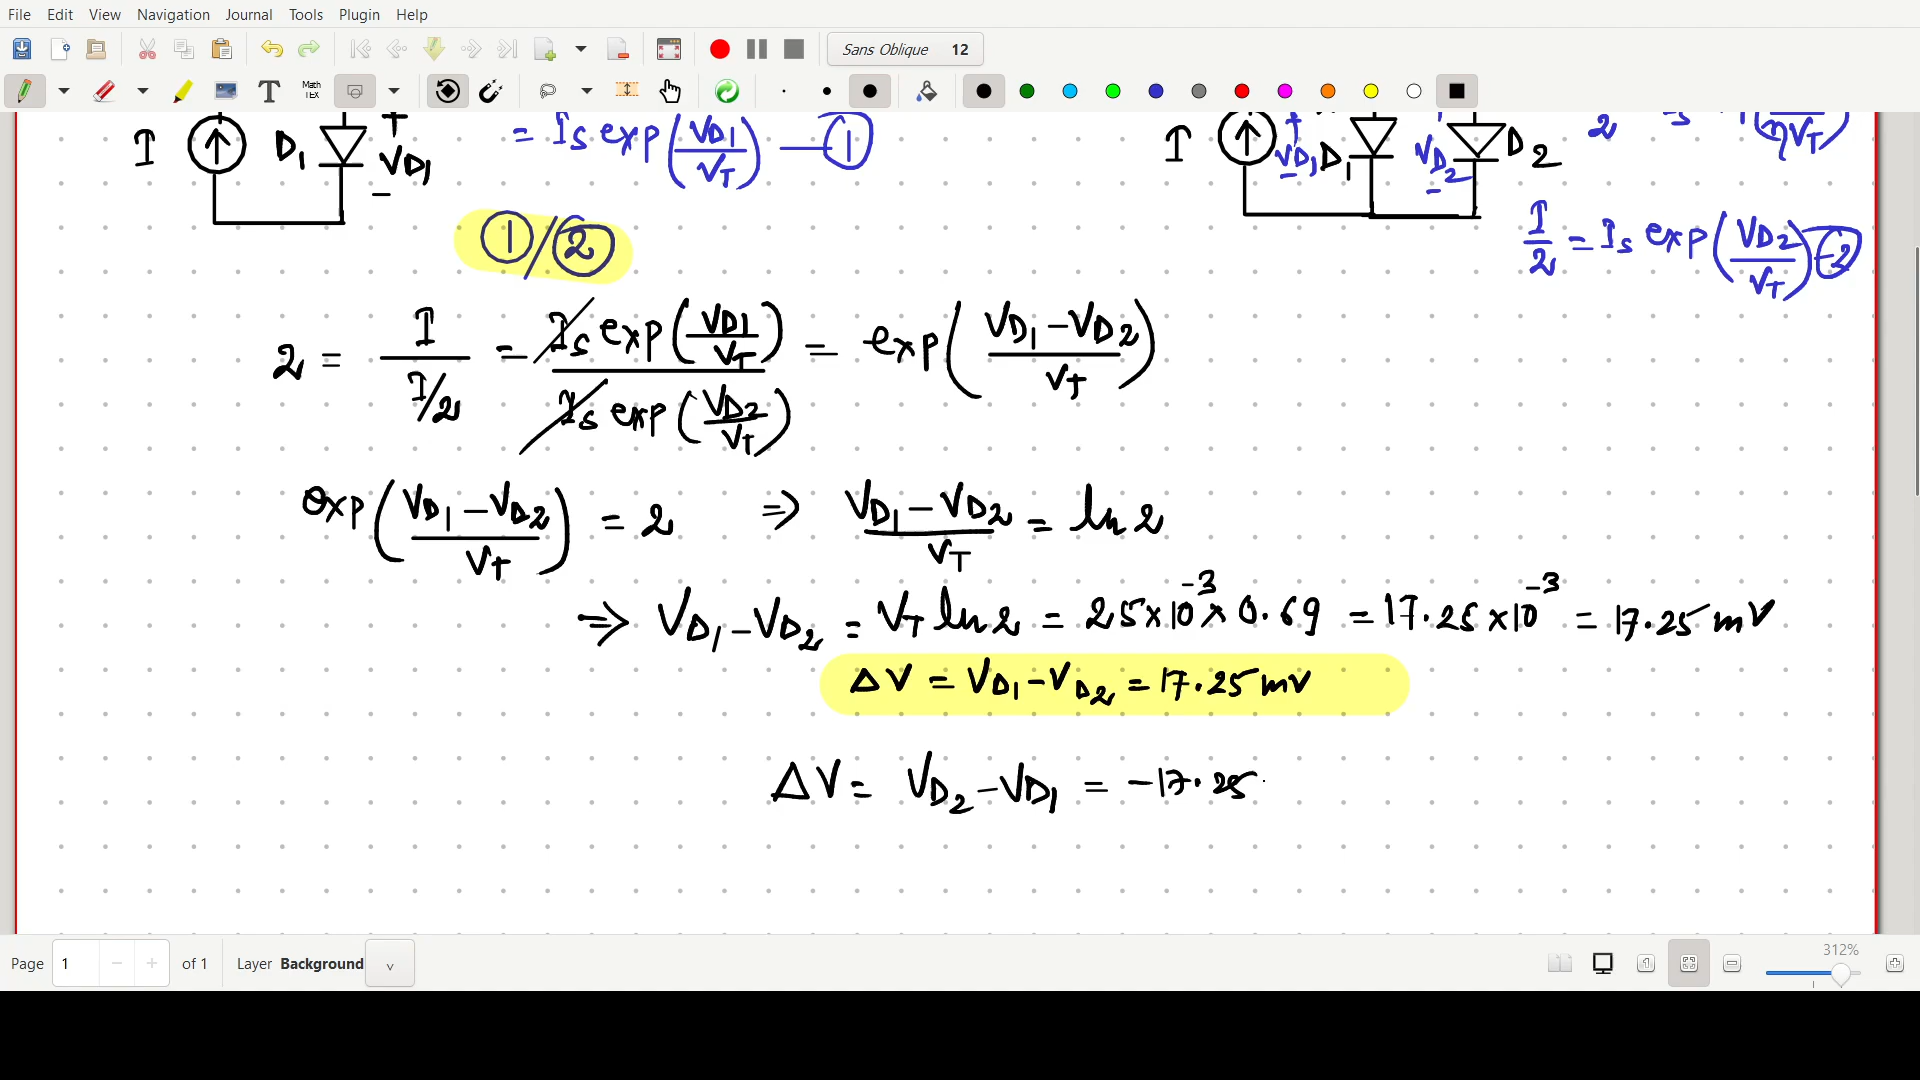 File Edit View Navigation Journal Tools Plugin Help
Sans Oblique 12
T Math TEX
I D1 + VD1 -
= Is exp(VD1/VT) — ①
I + VD1 - D1 VD2 - D2
I/2 = Is exp(VD2/VT) - ②
①/②
2 = I/(I/2) = Is exp(VD1/VT) / Is exp(VD2/VT) = exp((VD1-VD2)/VT)
exp((VD1-VD2)/VT) = 2 ⇒ (VD1-VD2)/VT = ln 2
⇒ VD1-VD2 = VT ln 2 = 25×10⁻³×0.69 = 17.25×10⁻³ = 17.25 mV
ΔV = VD1-VD2 = 17.25 mV
ΔV = VD2-VD1 = -17.25
Page 1 of 1 Layer Background v
312%